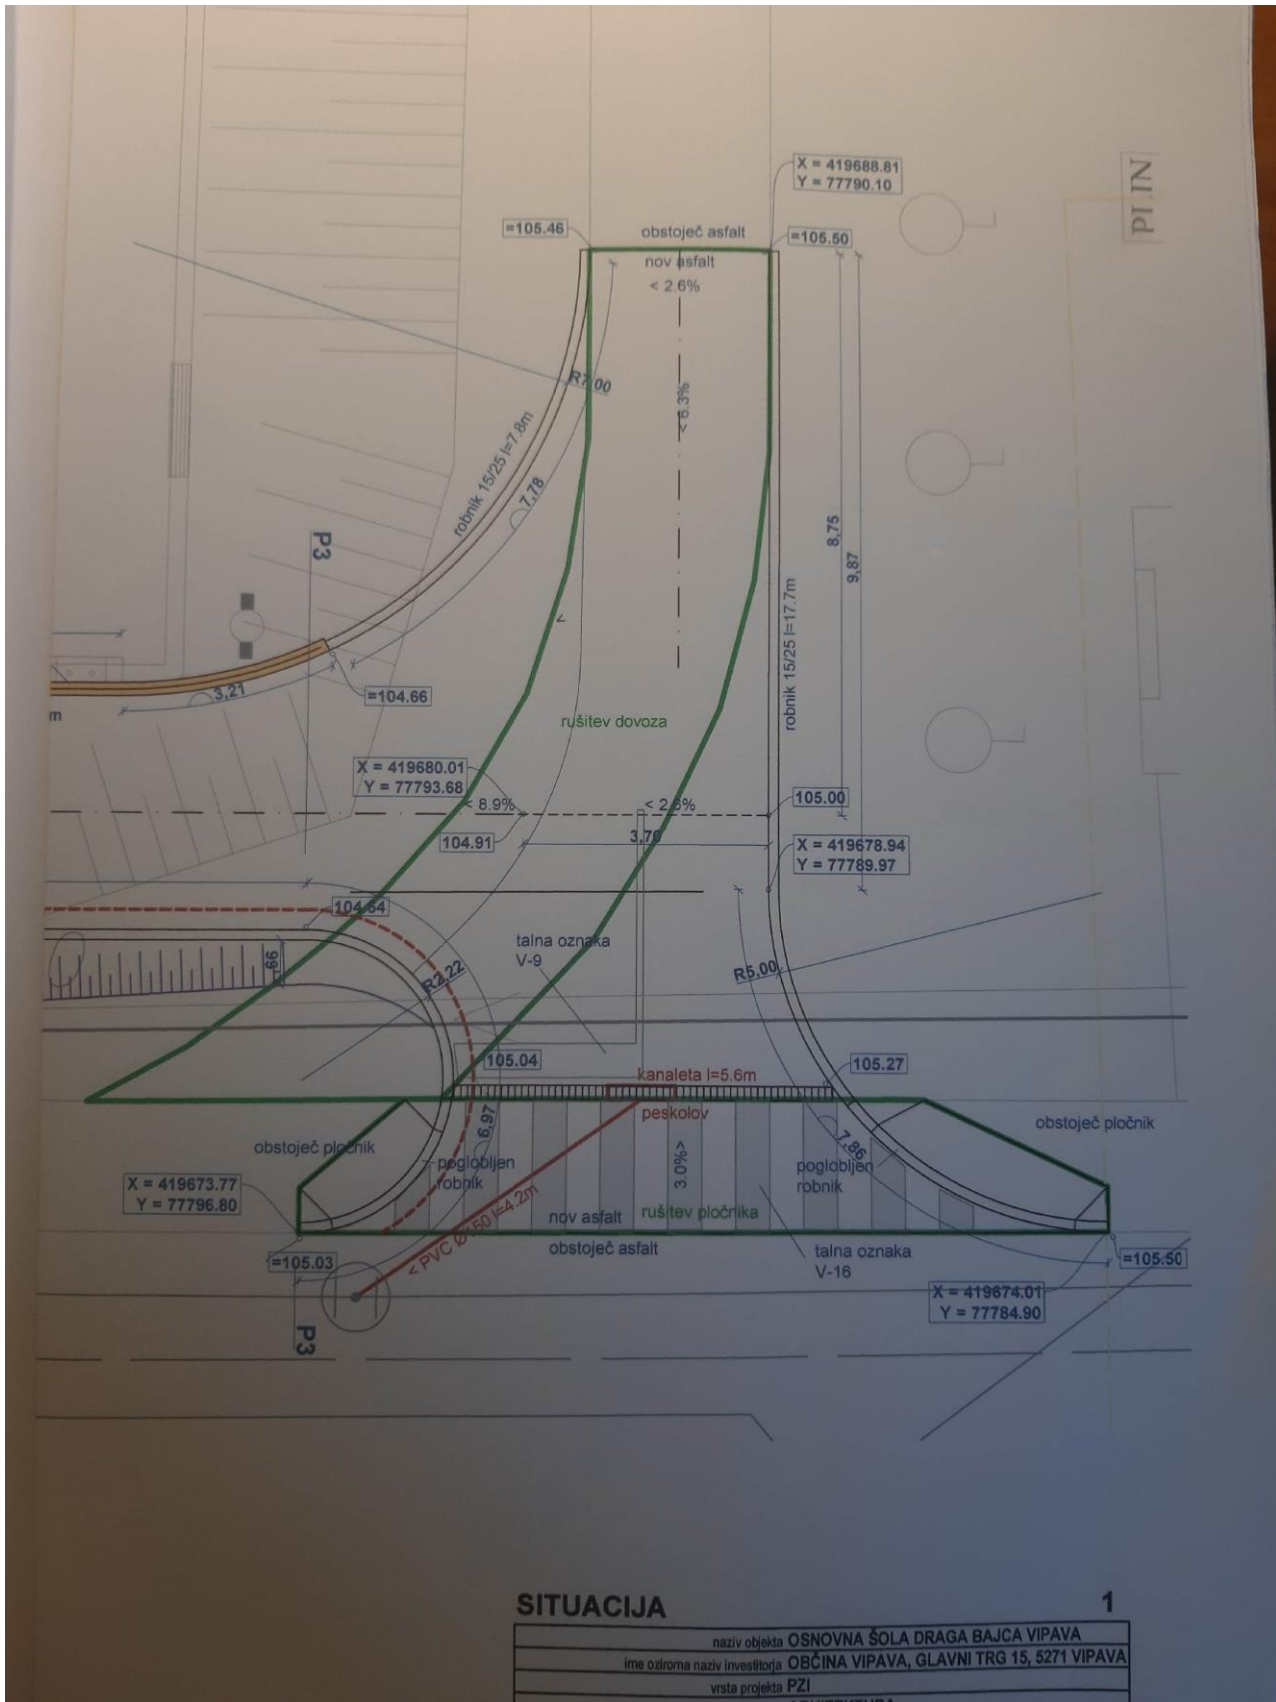 X = 419688.81
Y = 77790.10
PLIN
=105.46
obstoječ asfalt
=105.50
nov asfalt
< 2.6%
R7,00
< 6.3%
robnik 15/25 l=7.8m
7,78
8,75
9,87
P3
robnik 15/25 l=17.7m
3,21
=104.66
m
rušitev dovoza
X = 419680.01
Y = 77793.68
< 8.9%
< 2.6%
105.00
104.91
3,70
X = 419678.94
Y = 77789.97
104.64
talna oznaka
V-9
,99
R2,22
R5,00
105.04
105.27
kanaleta l=5.6m
peskolov
6,97
obstoječ pločnik
obstoječ pločnik
7,86
3.0%>
poglobljen
robnik
poglobljen
robnik
X = 419673.77
Y = 77796.80
nov asfalt
rušitev pločnika
< PVC Ø150 l=4.2m
obstoječ asfalt
talna oznaka
V-16
=105.03
=105.50
X = 419674.01
Y = 77784.90
P3
SITUACIJA 1
naziv objekta OSNOVNA ŠOLA DRAGA BAJCA VIPAVA
ime oziroma naziv investitorja OBČINA VIPAVA, GLAVNI TRG 15, 5271 VIPAVA
vrsta projekta PZI